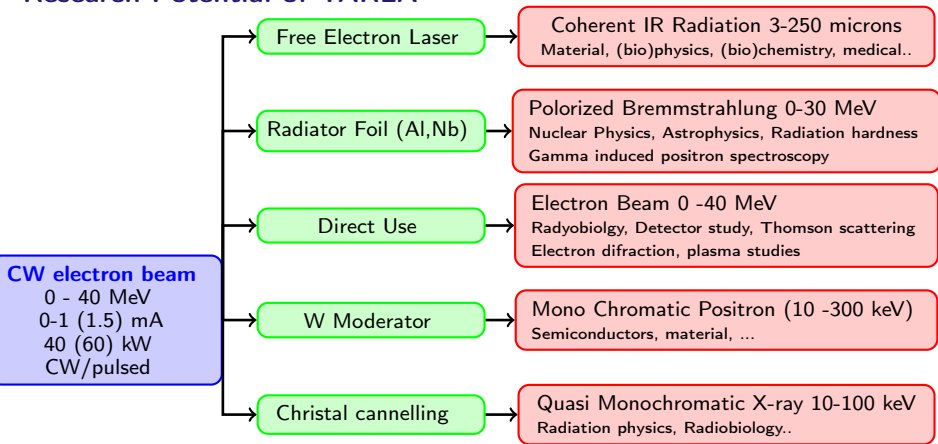 Research Potential of TARLA
Free Electron Laser
Coherent IR Radiation 3-250 microns
Material, (bio)physics, (bio)chemistry, medical..
Radiator Foil (Al,Nb)
Polorized Bremmstrahlung 0-30 MeV
Nuclear Physics, Astrophysics, Radiation hardness
Gamma induced positron spectroscopy
Direct Use
Electron Beam 0 -40 MeV
Radyobiolgy, Detector study, Thomson scattering
Electron difraction, plasma studies
CW electron beam
0 - 40 MeV
0-1 (1.5) mA
40 (60) kW
CW/pulsed
W Moderator
Mono Chromatic Positron (10 -300 keV)
Semiconductors, material, ...
Christal cannelling
Quasi Monochromatic X-ray 10-100 keV
Radiation physics, Radiobiology..